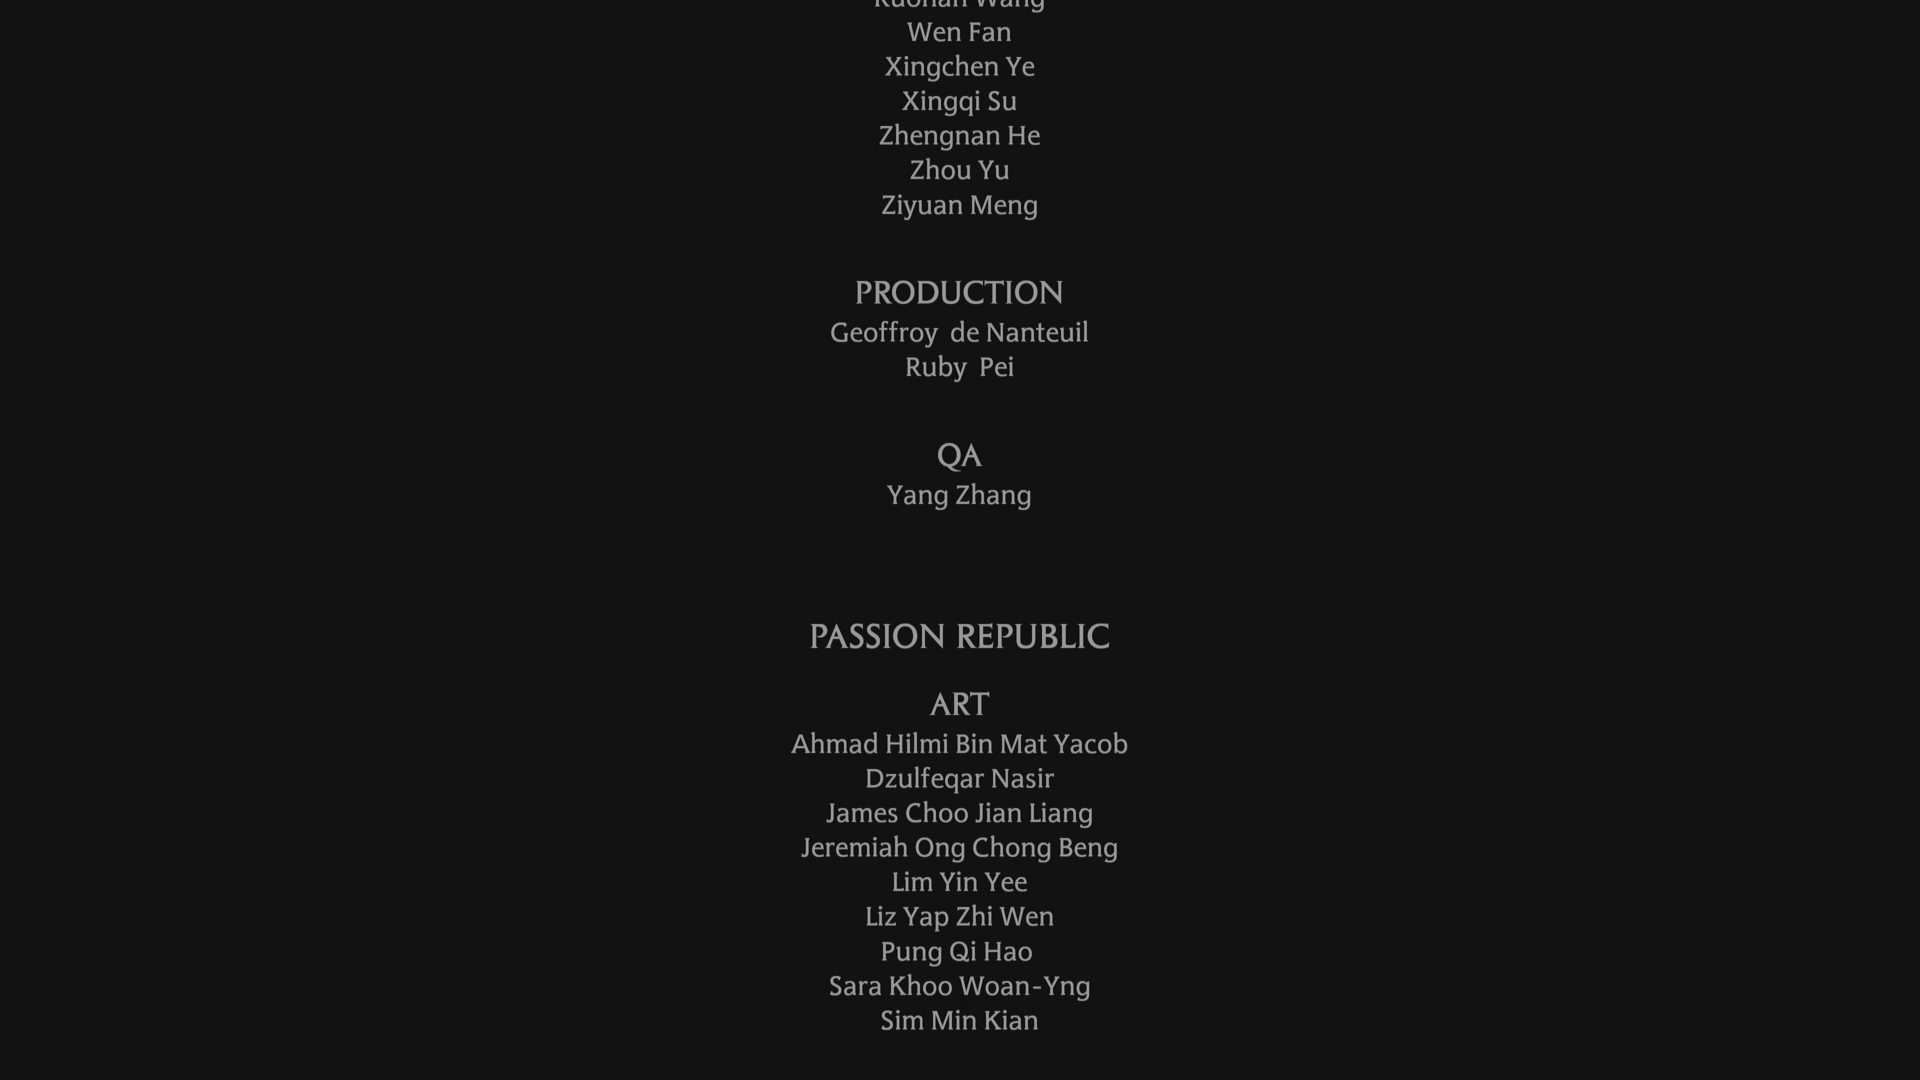 Ruohan Wang
Wen Fan
Xingchen Ye
Xingqi Su
Zhengnan He
Zhou Yu
Ziyuan Meng
PRODUCTION
Geoffroy  de Nanteuil
Ruby  Pei
QA
Yang Zhang
PASSION REPUBLIC
ART
Ahmad Hilmi Bin Mat Yacob
Dzulfeqar Nasir
James Choo Jian Liang
Jeremiah Ong Chong Beng
Lim Yin Yee
Liz Yap Zhi Wen
Pung Qi Hao
Sara Khoo Woan-Yng
Sim Min Kian